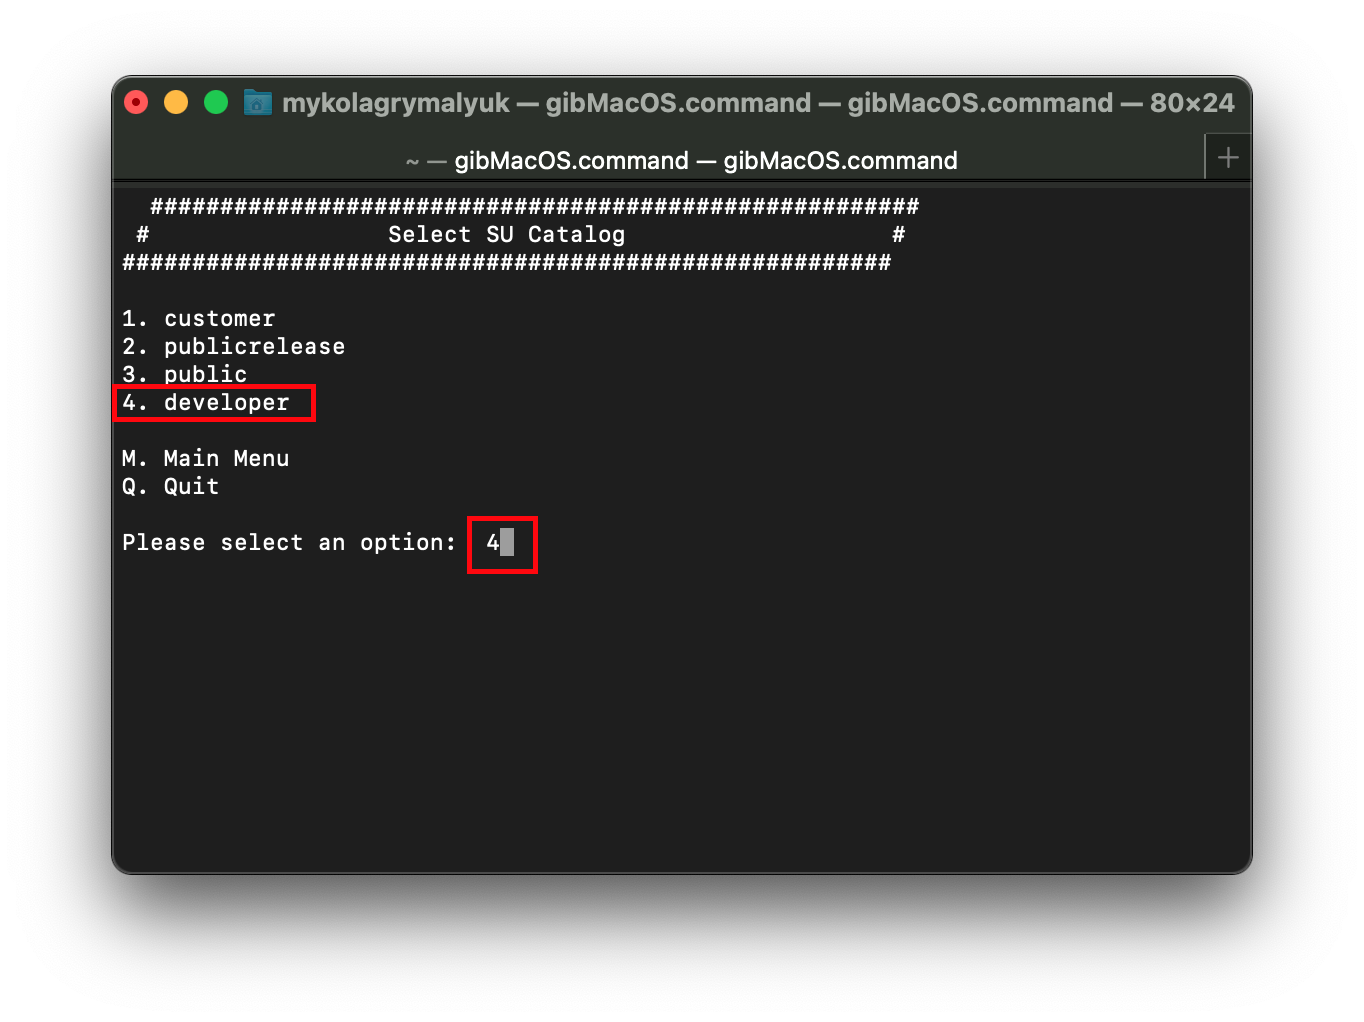 mykolagrymalyuk — gibMacOS.command — gibMacOS.command — 80×24
~ — gibMacOS.command — gibMacOS.command
#######################################################
# Select SU Catalog #
#######################################################
1. customer
2. publicrelease
3. public
4. developer
M. Main Menu
Q. Quit
Please select an option: 4